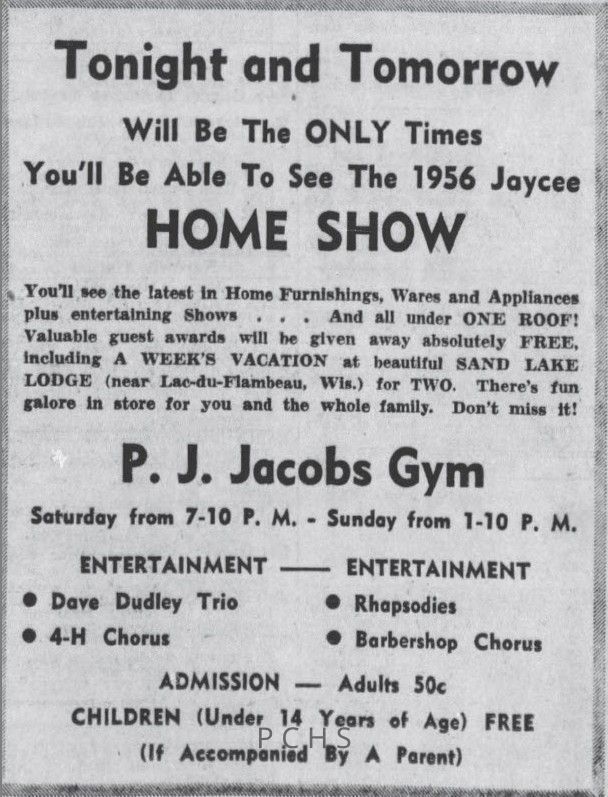 Tonight and Tomorrow
Will Be The ONLY Times
You'll Be Able To See The 1956 Jaycee
HOME SHOW
You'll see the latest in Home Furnishings, Wares and Appliances
plus entertaining Shows . . . And all under ONE ROOF!
Valuable guest awards will be given away absolutely FREE,
including A WEEK'S VACATION at beautiful SAND LAKE
LODGE (near Lac-du-Flambeau, Wis.) for TWO. There's fun
galore in store for you and the whole family. Don't miss it!
P. J. Jacobs Gym
Saturday from 7-10 P. M. - Sunday from 1-10 P. M.
ENTERTAINMENT — ENTERTAINMENT
● Dave Dudley Trio ● Rhapsodies
● 4-H Chorus ● Barbershop Chorus
ADMISSION — Adults 50c
CHILDREN (Under 14 Years of Age) FREE
PCHS
(If Accompanied By A Parent)